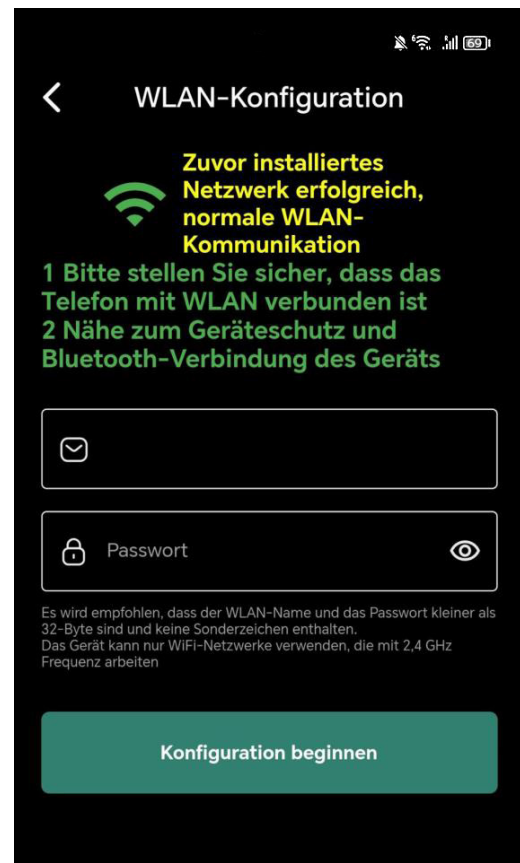 69
WLAN-Konfiguration
Zuvor installiertes
Netzwerk erfolgreich,
normale WLAN-
Kommunikation
1 Bitte stellen Sie sicher, dass das
Telefon mit WLAN verbunden ist
2 Nähe zum Geräteschutz und
Bluetooth-Verbindung des Geräts
Passwort
Es wird empfohlen, dass der WLAN-Name und das Passwort kleiner als
32-Byte sind und keine Sonderzeichen enthalten.
Das Gerät kann nur WiFi-Netzwerke verwenden, die mit 2,4 GHz
Frequenz arbeiten
Konfiguration beginnen